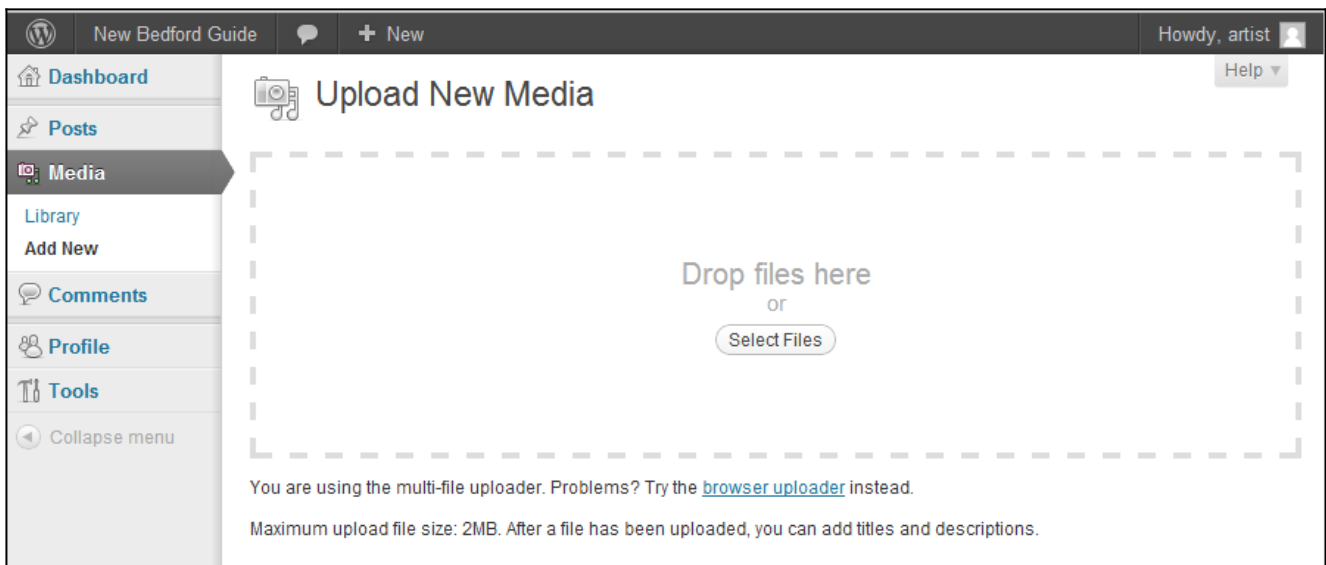 New Bedford Guide + New Howdy, artist
Help
Dashboard
Posts
Media
Library
Add New
Comments
Profile
Tools
Collapse menu
Upload New Media
Drop files here
or
Select Files
You are using the multi-file uploader. Problems? Try the browser uploader instead.
Maximum upload file size: 2MB. After a file has been uploaded, you can add titles and descriptions.